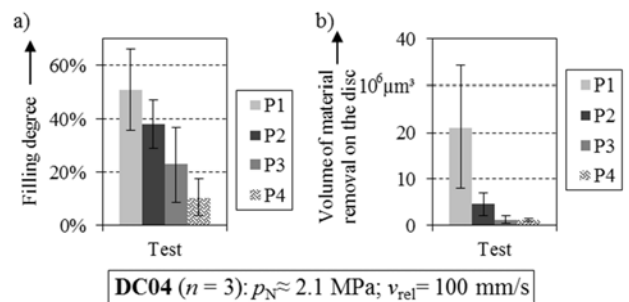 a)
Filling degree
60%
40%
20%
0%
Test
P1
P2
P3
P4
b)
Volume of material
removal on the disc
40
10⁶µm³
20
10
0
Test
P1
P2
P3
P4
DC04 (n = 3): pN≈ 2.1 MPa; vrel= 100 mm/s